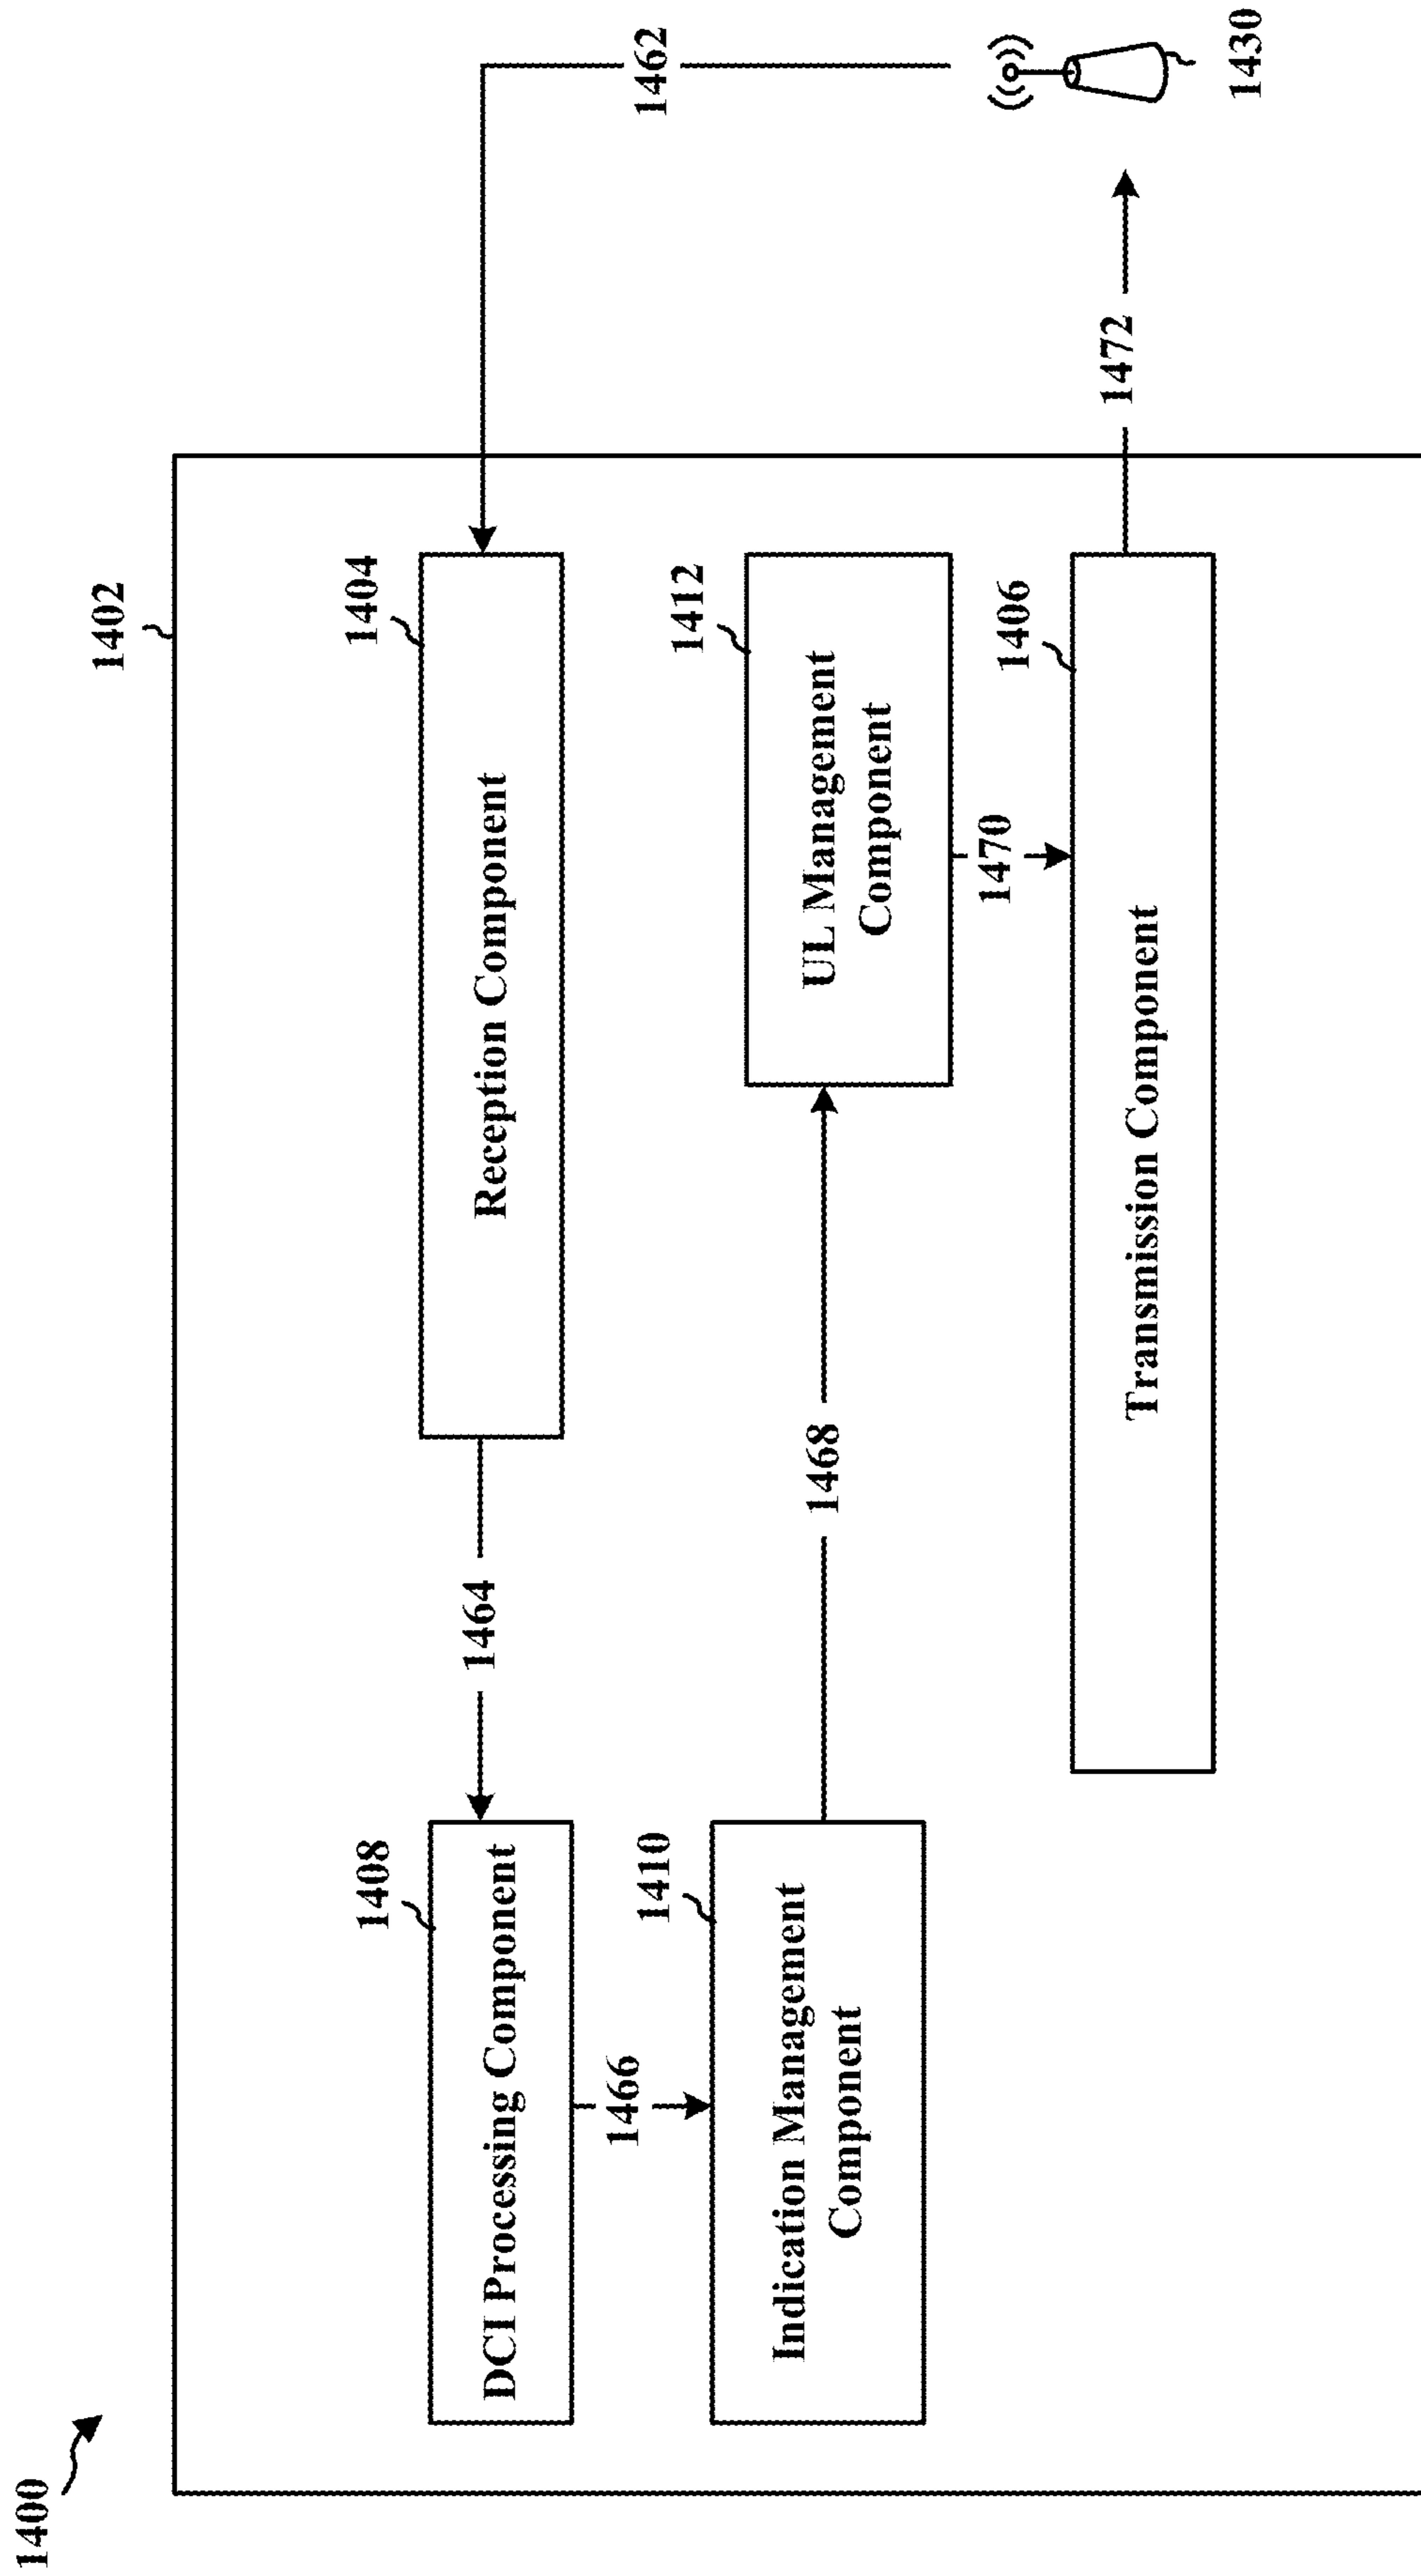 1400
1402
1408
DCI Processing Component
1464
1404
Reception Component
1462
1466
1410
Indication Management
Component
1468
1412
UL Management
Component
1470
1406
Transmission Component
1472
1430